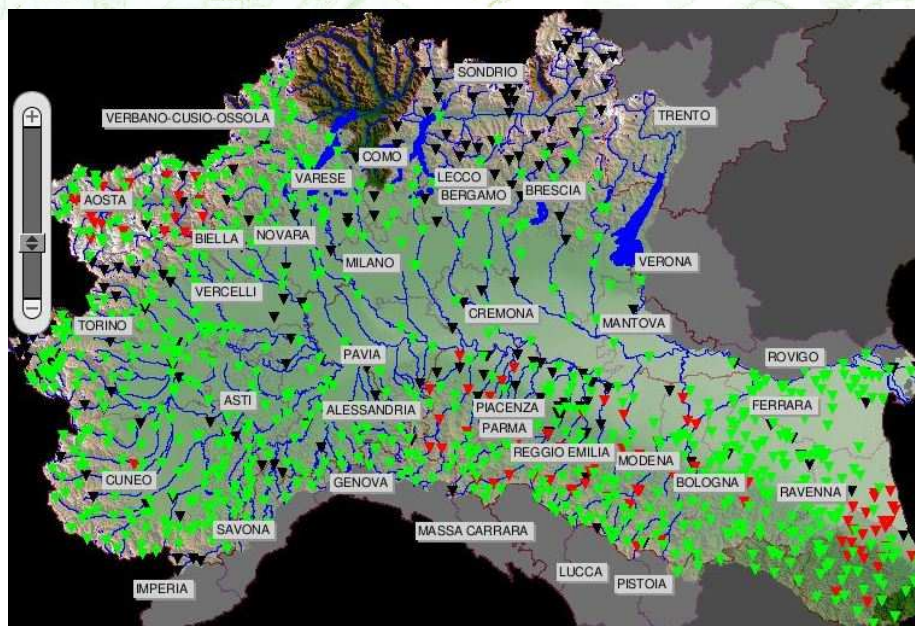 SONDRIO
VERBANO-CUSIO-OSSOLA
TRENTO
COMO
VARESE
LECCO
BERGAMO
BRESCIA
AOSTA
BIELLA
NOVARA
MILANO
VERONA
VERCELLI
CREMONA
TORINO
MANTOVA
PAVIA
ROVIGO
ASTI
ALESSANDRIA
PIACENZA
FERRARA
PARMA
REGGIO EMILIA
MODENA
CUNEO
GENOVA
BOLOGNA
RAVENNA
SAVONA
MASSA CARRARA
LUCCA
PISTOIA
IMPERIA